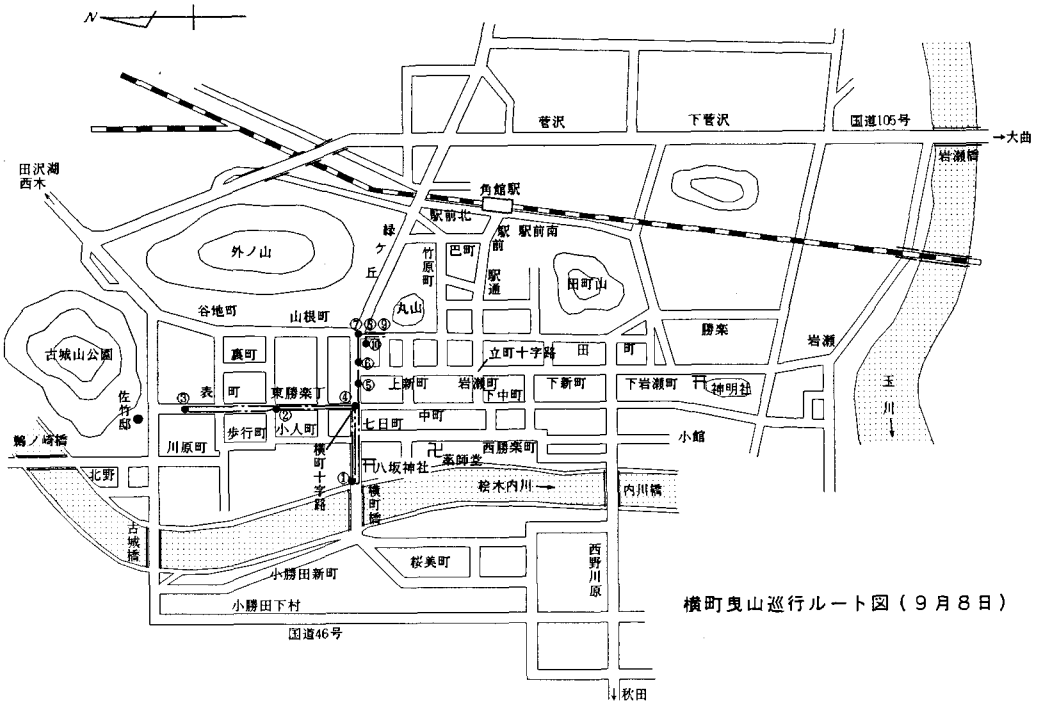 N
菅沢
下菅沢
国道105号
→大曲
岩瀬橋
田沢湖
西木
角館駅
駅前北
駅前
駅前南
緑ヶ丘
竹原町
巴町
駅通
外ノ山
田町山
丸山
谷地町
山根町
⑦⑧⑨
⑩
勝楽
岩瀬
古城山公園
裏町
⑥
立町十字路
田町
⑤
上新町
岩瀬町
下中町
下新町
下岩瀬町
神明社
玉川
佐竹邸
表町
東勝楽丁
③
②
④
歩行町
小人町
七日町
中町
小館
川原町
鵜ノ崎橋
横町十字路
①
八坂神社
薬師堂
西勝楽町
北野
桧木内川→
内川橋
横町橋
古城橋
桜美町
西野川原
小勝田新町
小勝田下村
国道46号
横町曳山巡行ルート図(9月8日)
↓秋田